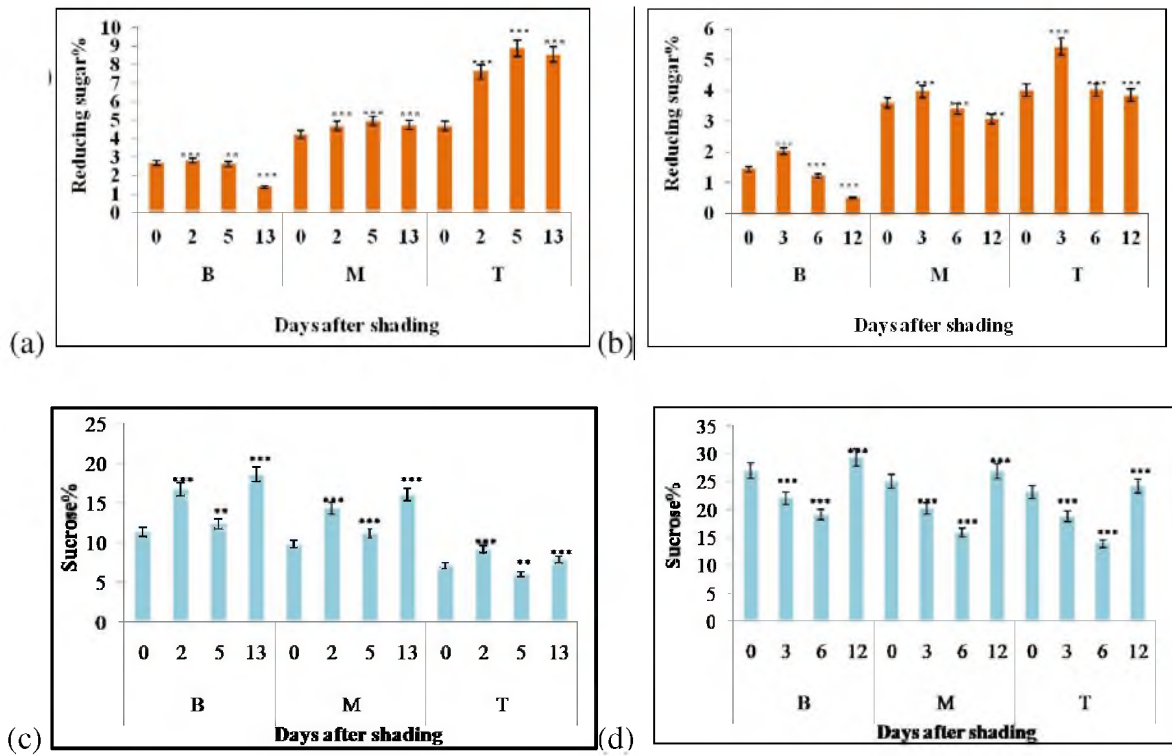 Reducing sugar%
10
9
8
7
6
5
4
3
2
1
0
*** ** *** *** *** *** *** *** ***
0 2 5 13 0 2 5 13 0 2 5 13
B M T
Days after shading
(a)
Reducing sugar%
6
5
4
3
2
1
0
*** *** *** *** *** *** *** *** ***
0 3 6 12 0 3 6 12 0 3 6 12
B M T
Days after shading
(b)
Sucrose%
25
20
15
10
5
0
*** ** *** *** *** *** *** ** ***
0 2 5 13 0 2 5 13 0 2 5 13
B M T
Days after shading
(c)
Sucrose%
35
30
25
20
15
10
5
0
*** *** *** *** *** *** *** *** ***
0 3 6 12 0 3 6 12 0 3 6 12
B M T
Days after shading
(d)